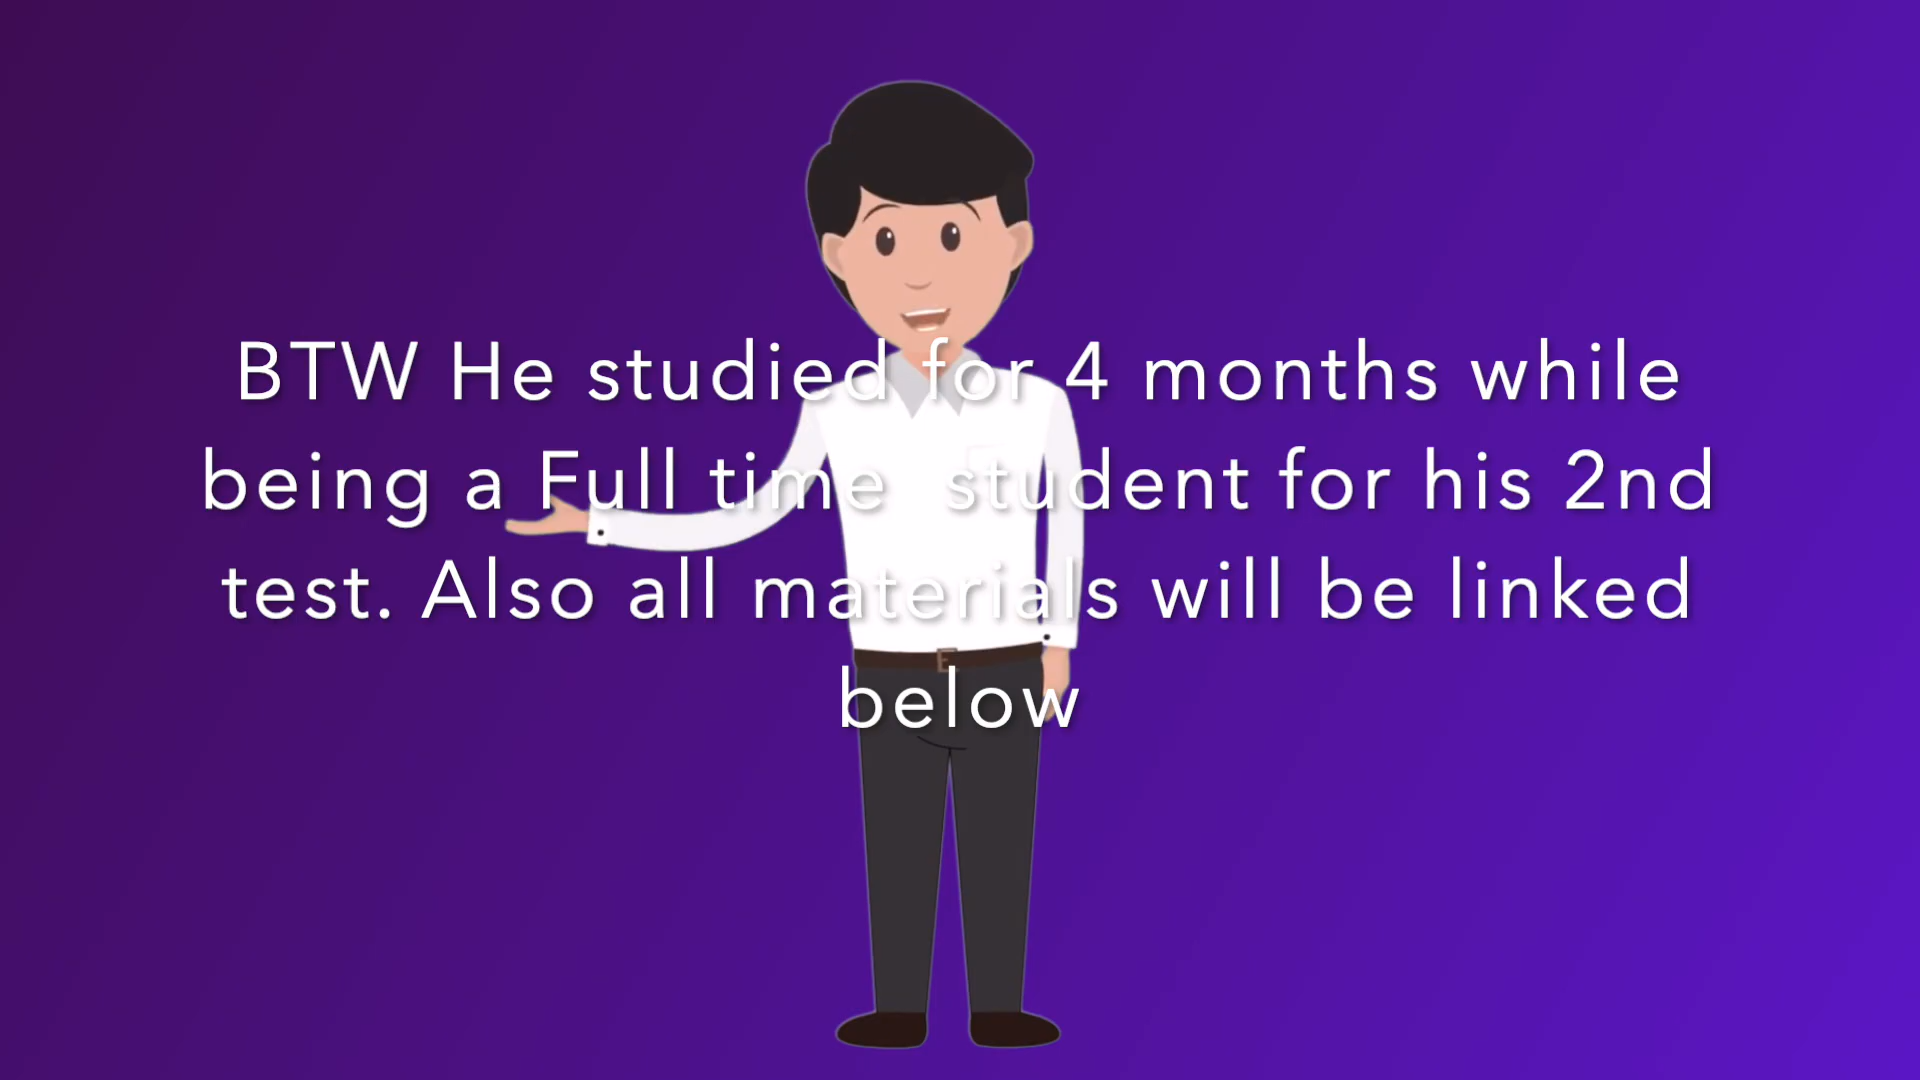 BTW He studied for 4 months while
being a Full time student for his 2nd
test. Also all materials will be linked
below